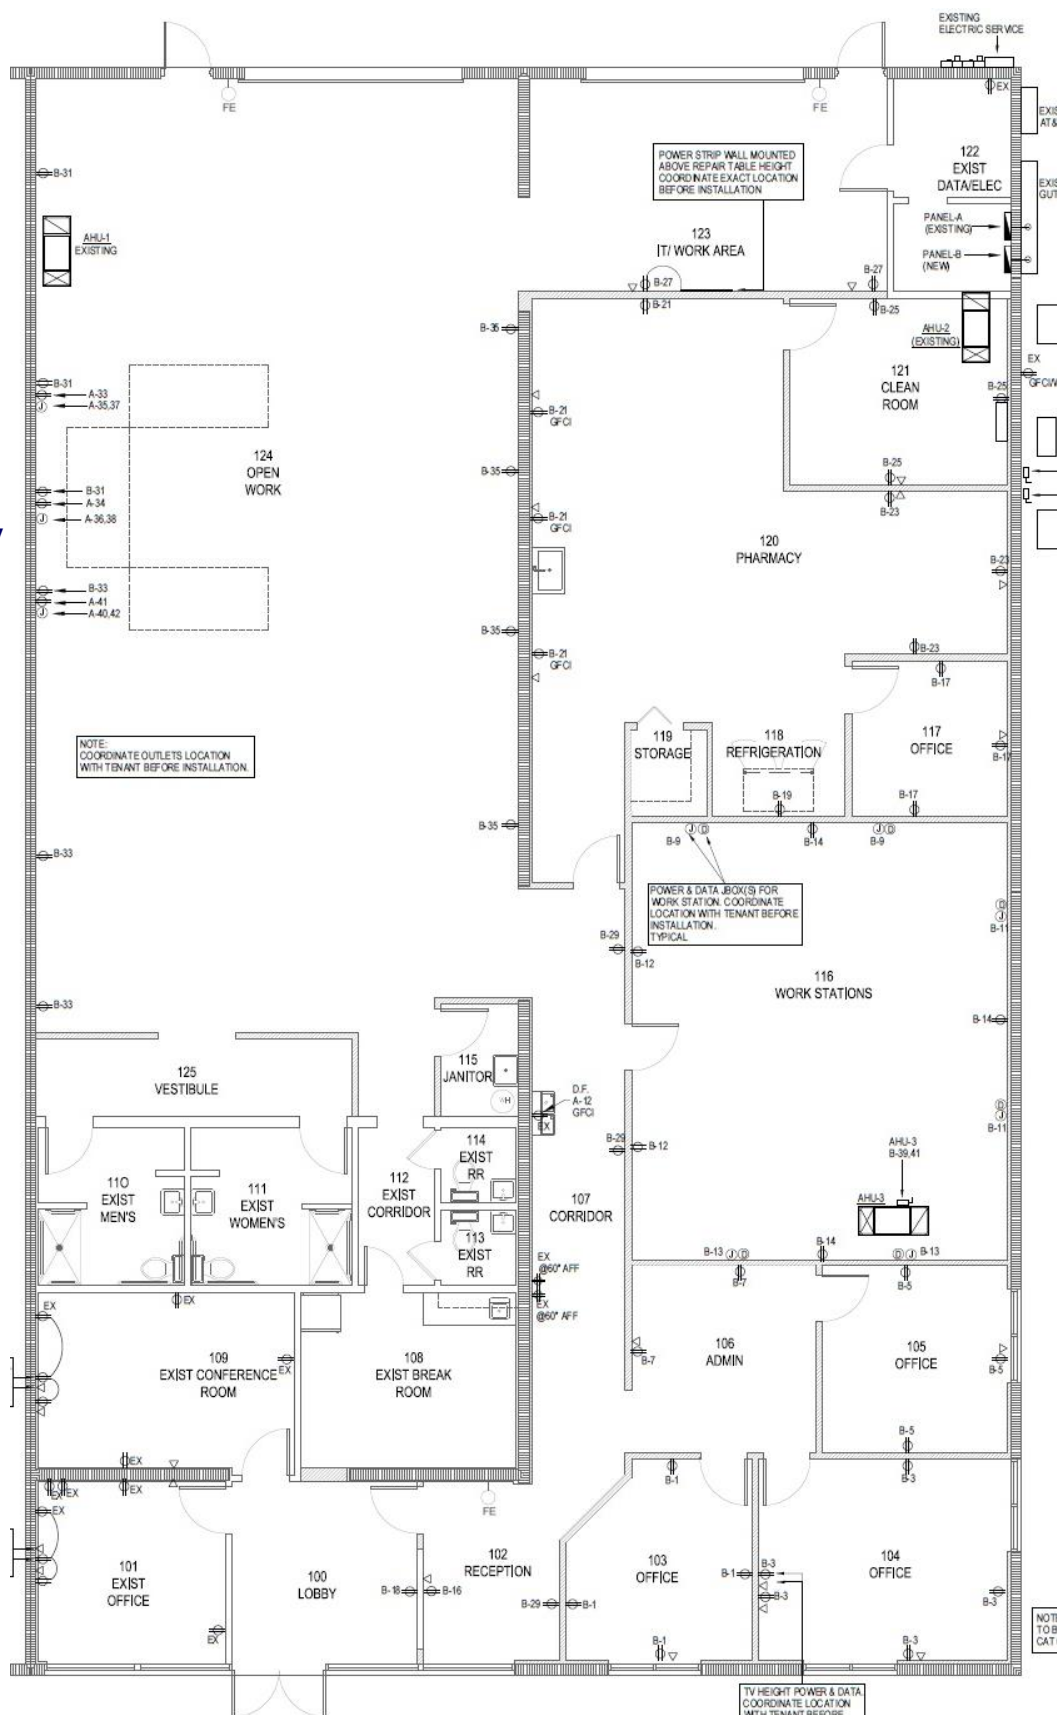 EXISTING
ELECTRIC SERVICE
FE
FE
EX
B-31
POWER STRIP WALL MOUNTED
ABOVE REPAIR TABLE HEIGHT
COORDINATE EXACT LOCATION
BEFORE INSTALLATION
122
EXIST
DATA/ELEC
PANEL-A
(EXISTING)
PANEL-B
(NEW)
AHU-1
EXISTING
123
IT/ WORK AREA
B-27
B-27
B-21
B-25
B-35
AHU-2
(EXISTING)
EX
121
CLEAN
ROOM
B-25
B-31
A-33
A-35,37
B-21
GFCI
124
OPEN
WORK
B-35
B-25
B-23
B-31
A-34
A-36,38
B-21
GFCI
120
PHARMACY
B-23
B-33
A-41
A-40,42
B-35
B-21
GFCI
B-23
B-17
NOTE:
COORDINATE OUTLETS LOCATION
WITH TENANT BEFORE INSTALLATION.
119
STORAGE
118
REFRIGERATION
117
OFFICE
B-17
B-19
B-17
B-35
B-9
J
D
B-14
B-9
J
D
B-33
POWER & DATA JBOX(S) FOR
WORK STATION. COORDINATE
LOCATION WITH TENANT BEFORE
INSTALLATION.
TYPICAL
D
J
B-11
B-29
B-12
116
WORK STATIONS
B-33
B-14
115
JANITOR
WH
125
VESTIBULE
D.F.
A-12
GFCI
EX
D
J
B-11
114
EXIST
RR
B-29
B-12
AHU-3
B-39,41
110
EXIST
MEN'S
111
EXIST
WOMEN'S
112
EXIST
CORRIDOR
107
CORRIDOR
AHU-3
113
EXIST
RR
EX
@60" AFF
B-13
J
D
B-14
D
J
B-13
B-7
B-5
EX
EX
EX
@60" AFF
109
EXIST CONFERENCE
ROOM
EX
108
EXIST BREAK
ROOM
B-7
106
ADMIN
105
OFFICE
B-5
B-5
EX
EX
EX
EX
EX
B-1
B-3
FE
101
EXIST
OFFICE
100
LOBBY
B-18
B-16
102
RECEPTION
B-29
B-1
103
OFFICE
B-1
B-3
B-3
104
OFFICE
B-3
EX
B-1
B-3
TV HEIGHT POWER & DATA.
COORDINATE LOCATION
WITH TENANT BEFORE